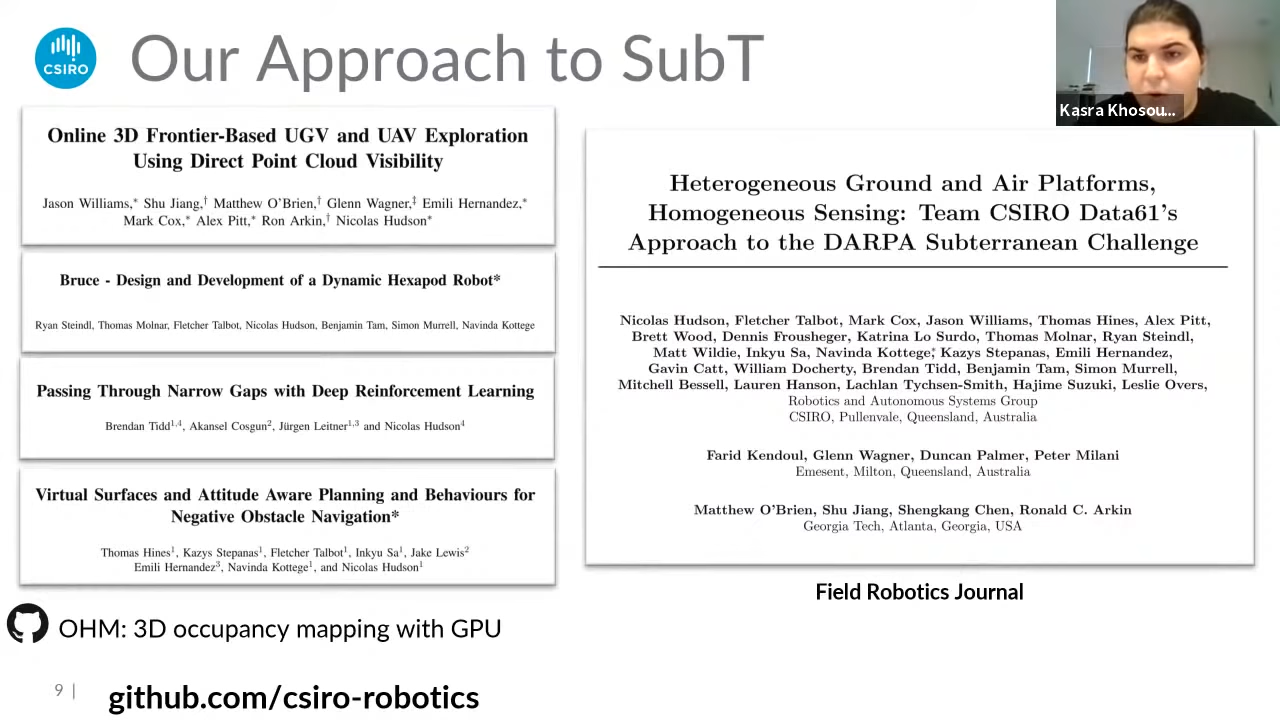 CSIRO
Our Approach to SubT
Kasra Khosou...
Online 3D Frontier-Based UGV and UAV Exploration
Using Direct Point Cloud Visibility
Jason Williams,* Shu Jiang,† Matthew O'Brien,† Glenn Wagner,‡ Emili Hernandez,*
Mark Cox,* Alex Pitt,* Ron Arkin,† Nicolas Hudson*
Bruce - Design and Development of a Dynamic Hexapod Robot*
Ryan Steindl, Thomas Molnar, Fletcher Talbot, Nicolas Hudson, Benjamin Tam, Simon Murrell, Navinda Kottege
Passing Through Narrow Gaps with Deep Reinforcement Learning
Brendan Tidd1,4, Akansel Cosgun2, Jürgen Leitner1,3 and Nicolas Hudson4
Virtual Surfaces and Attitude Aware Planning and Behaviours for
Negative Obstacle Navigation*
Thomas Hines1, Kazys Stepanas1, Fletcher Talbot1, Inkyu Sa1, Jake Lewis2
Emili Hernandez3, Navinda Kottege1, and Nicolas Hudson1
OHM: 3D occupancy mapping with GPU
Heterogeneous Ground and Air Platforms,
Homogeneous Sensing: Team CSIRO Data61's
Approach to the DARPA Subterranean Challenge
Nicolas Hudson, Fletcher Talbot, Mark Cox, Jason Williams, Thomas Hines, Alex Pitt,
Brett Wood, Dennis Frousheger, Katrina Lo Surdo, Thomas Molnar, Ryan Steindl,
Matt Wildie, Inkyu Sa, Navinda Kottege,* Kazys Stepanas, Emili Hernandez,
Gavin Catt, William Docherty, Brendan Tidd, Benjamin Tam, Simon Murrell,
Mitchell Bessell, Lauren Hanson, Lachlan Tychsen-Smith, Hajime Suzuki, Leslie Overs,
Robotics and Autonomous Systems Group
CSIRO, Pullenvale, Queensland, Australia
Farid Kendoul, Glenn Wagner, Duncan Palmer, Peter Milani
Emesent, Milton, Queensland, Australia
Matthew O'Brien, Shu Jiang, Shengkang Chen, Ronald C. Arkin
Georgia Tech, Atlanta, Georgia, USA
Field Robotics Journal
9 |
github.com/csiro-robotics